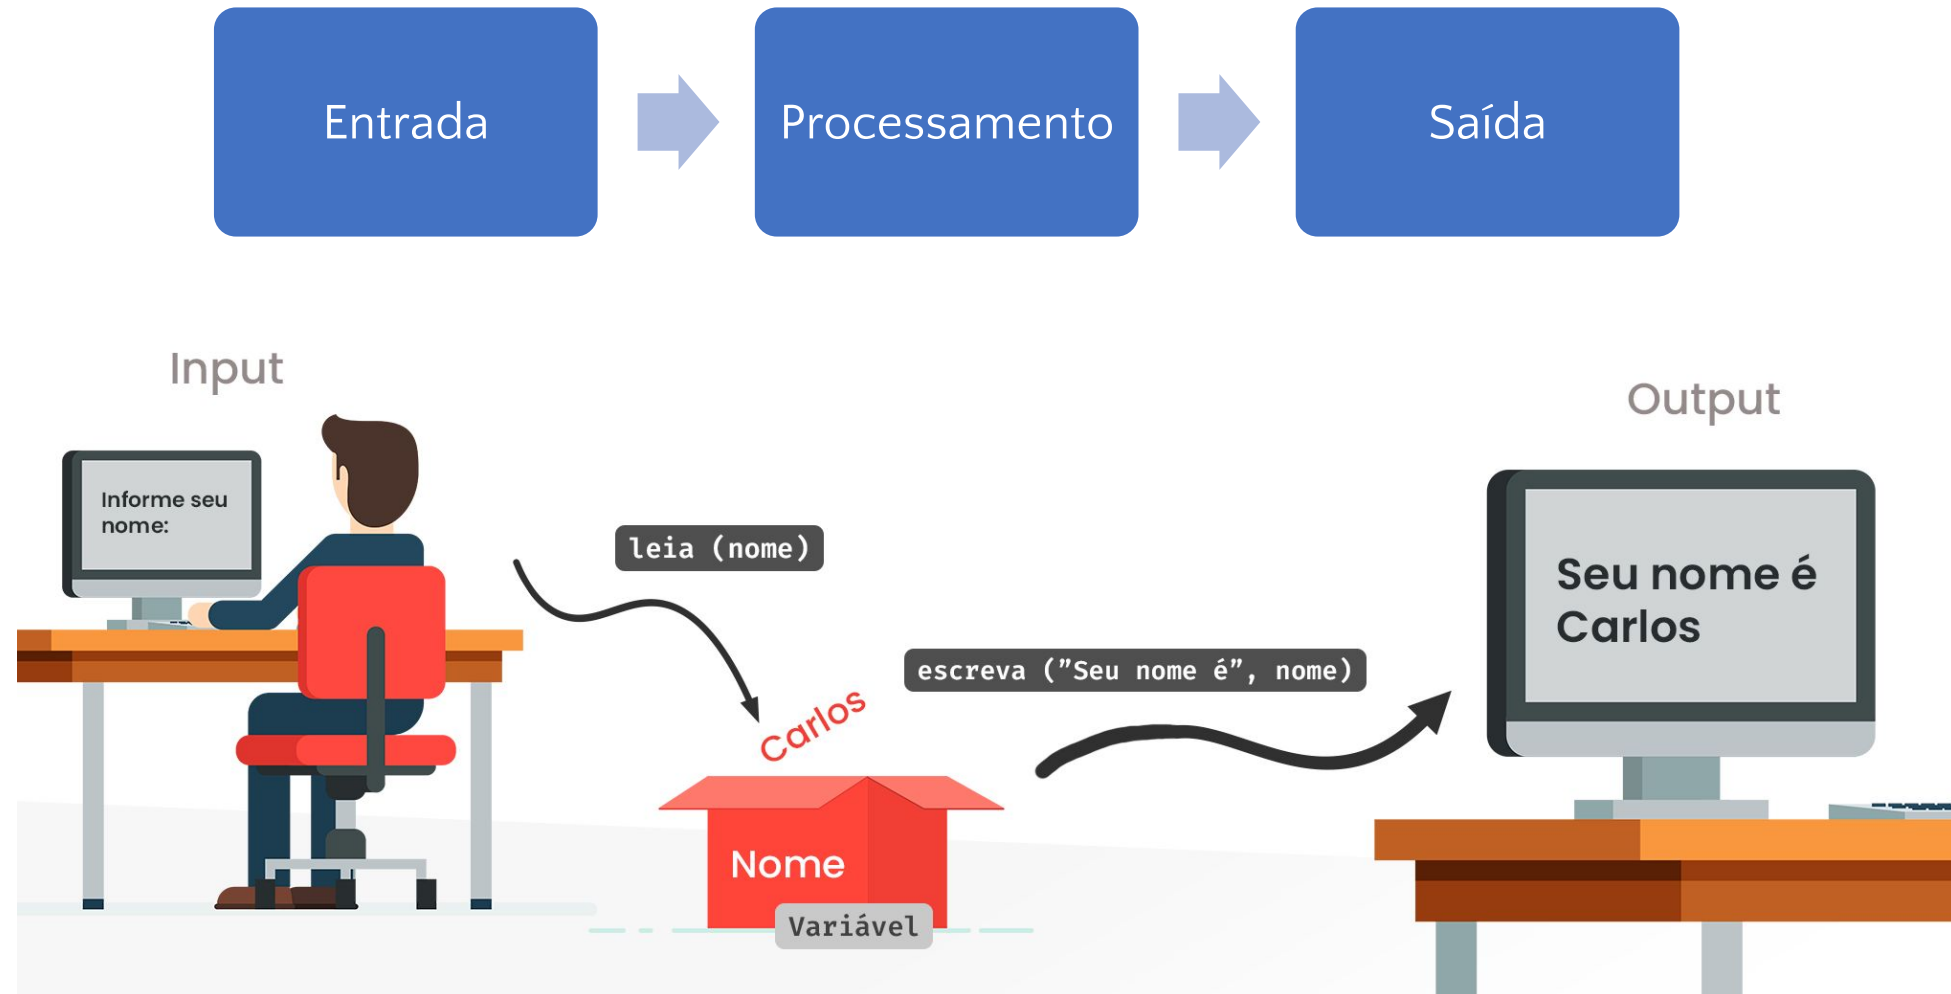 Entrada
Processamento
Saída
Input
Output
Informe seu
nome:
leia (nome)
Seu nome é
Carlos
escreva (”Seu nome é”, nome)
Carlos
Nome
Variável